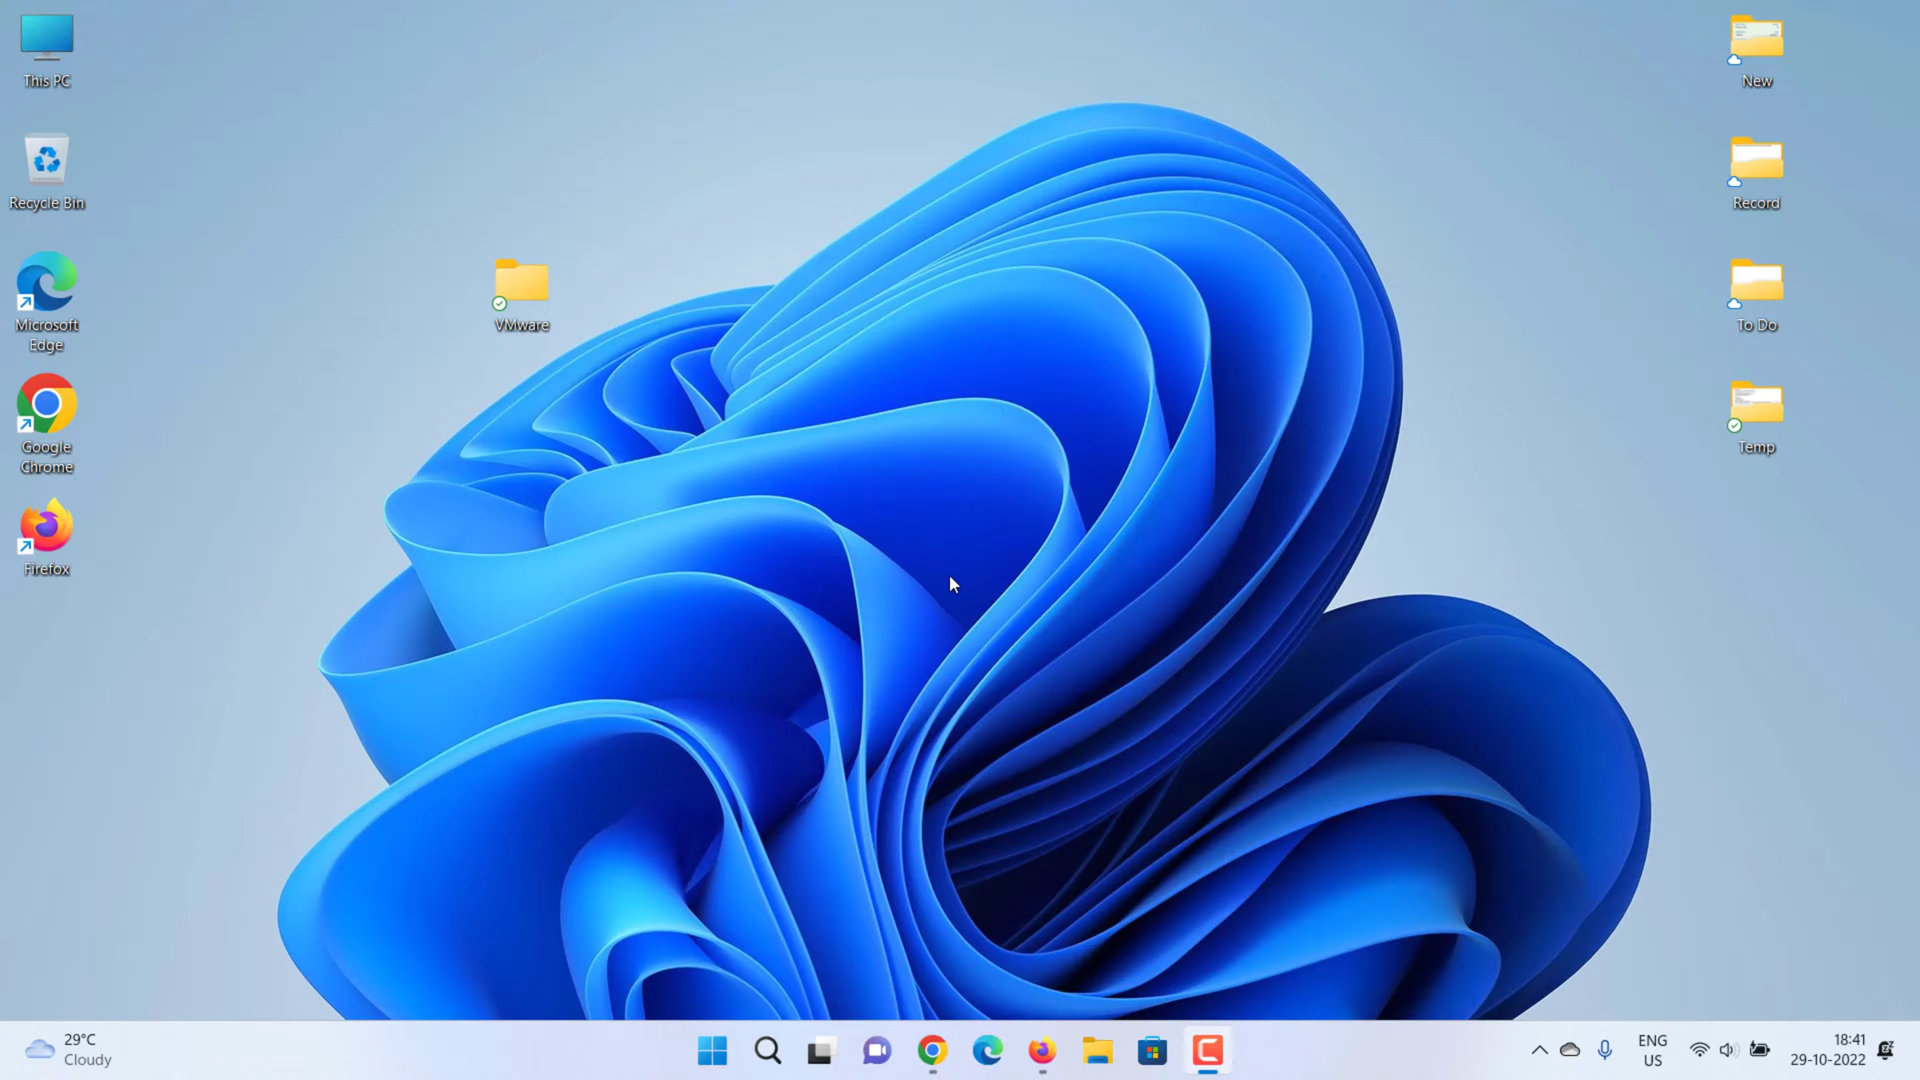 This PC
Recycle Bin
Microsoft
Edge
Google
Chrome
Firefox
VMware
New
Record
To Do
Temp
29°C
Cloudy
ENG
US
18:41
29-10-2022